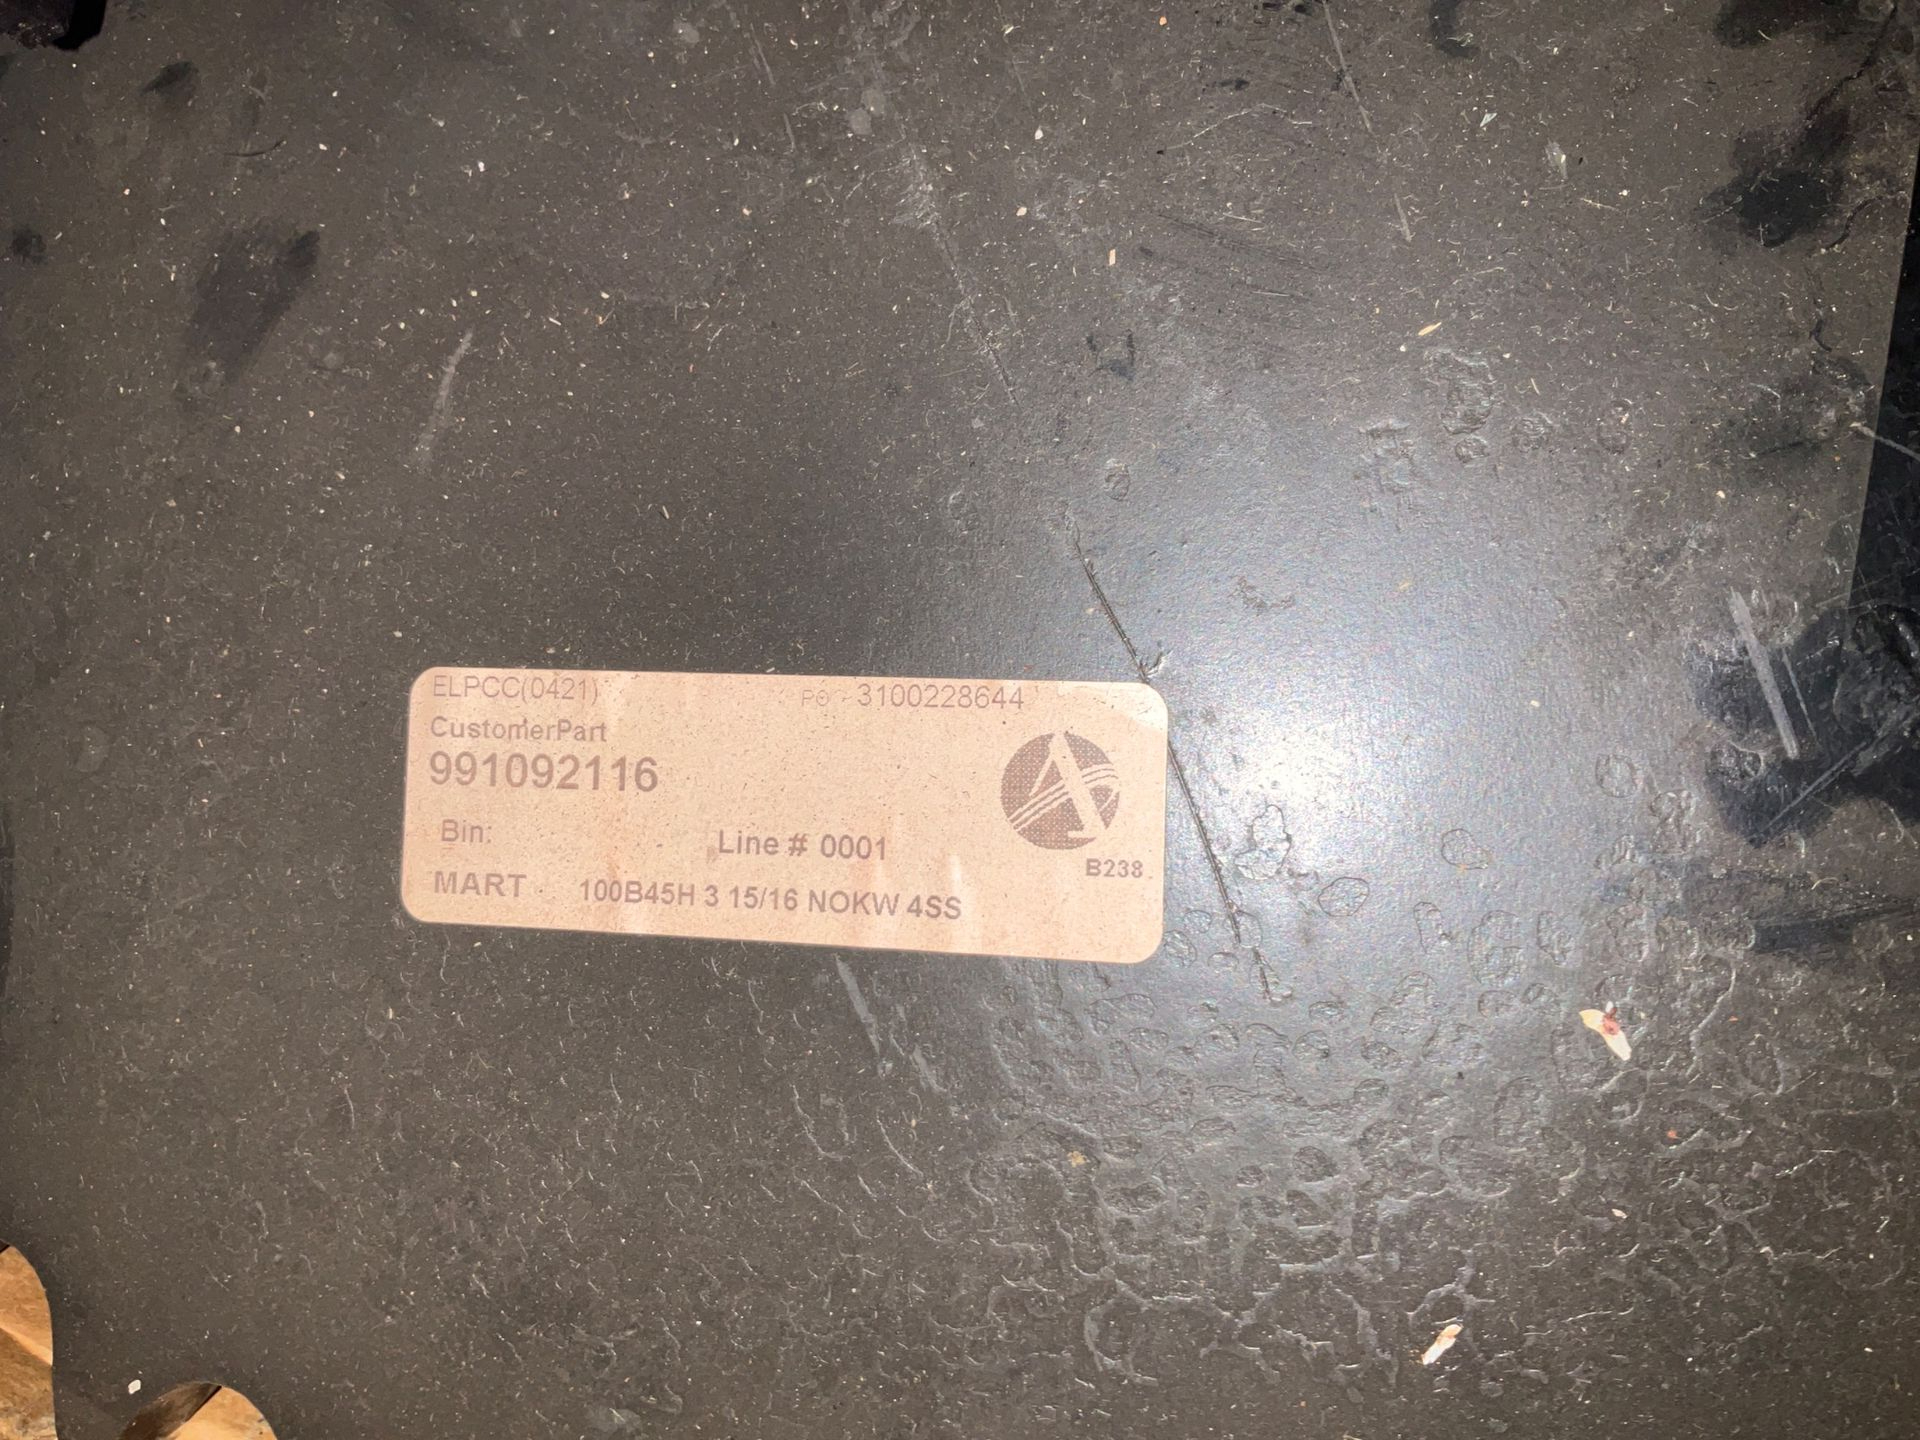 ELPCC(0421) PO 3100228644
CustomerPart
991092116
Bin: Line # 0001
B238
MART 100B45H 3 15/16 NOKW 4SS